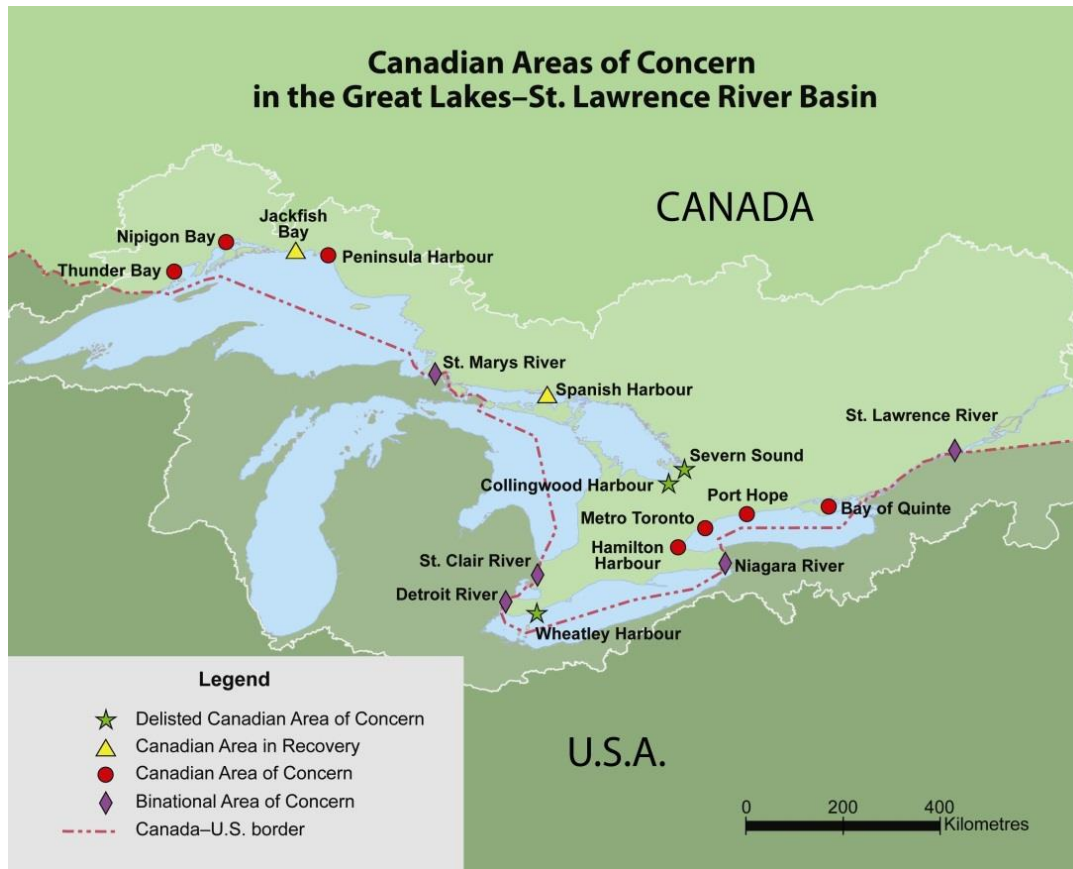 Canadian Areas of Concern
in the Great Lakes–St. Lawrence River Basin
CANADA
Jackfish
Bay
Nipigon Bay
Peninsula Harbour
Thunder Bay
St. Marys River
Spanish Harbour
St. Lawrence River
Severn Sound
Collingwood Harbour
Port Hope
Bay of Quinte
Metro Toronto
Hamilton
Harbour
St. Clair River
Niagara River
Detroit River
Wheatley Harbour
U.S.A.
Legend
Delisted Canadian Area of Concern
Canadian Area in Recovery
Canadian Area of Concern
Binational Area of Concern
Canada–U.S. border
0 200 400
Kilometres